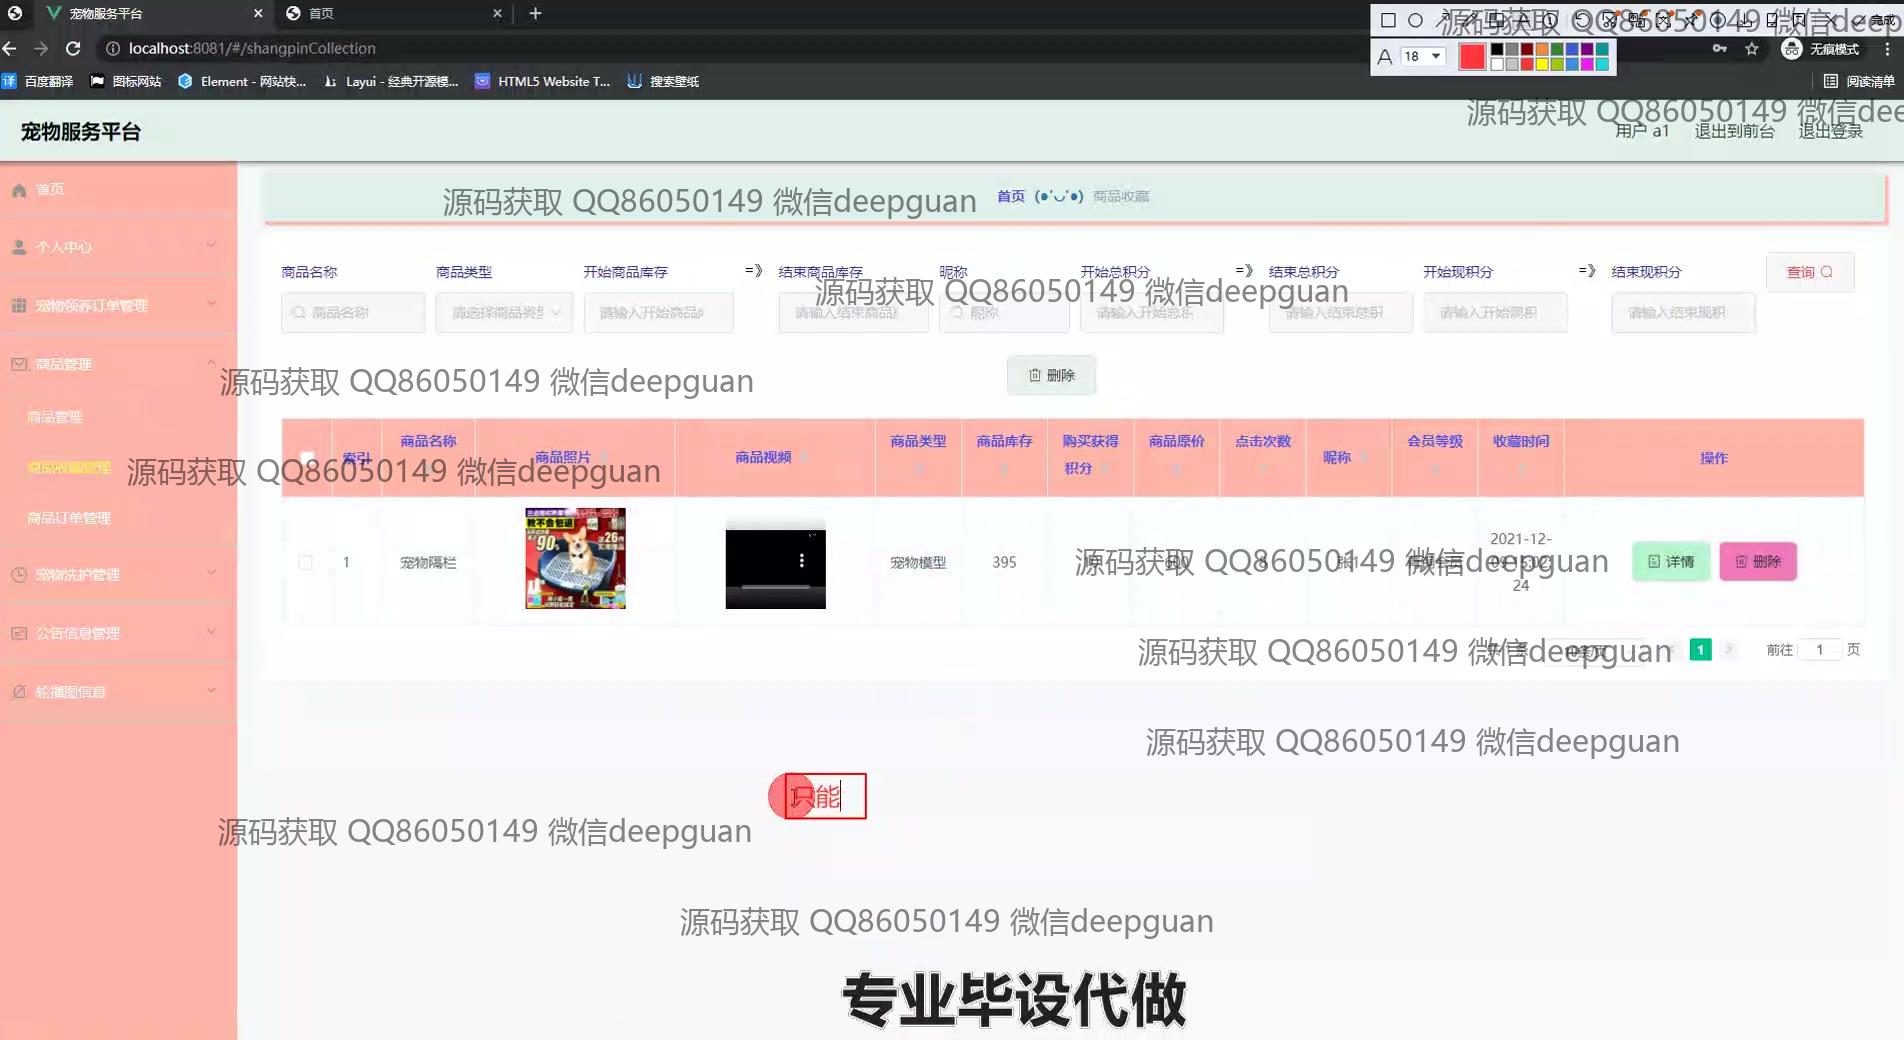 宠物服务平台
首页
完成
localhost:8081/#/shangpinCollection
无痕模式
A 18
百度翻译
图标网站
Element - 网站快...
Layui - 经典开源模...
HTML5 Website T...
搜索壁纸
阅读清单
源码获取 QQ86050149 微信deep
源码获取 QQ86050149 微信dee
宠物服务平台
用户 a1
退出到前台
退出登录
首页
个人中心
宠物领养订单管理
商品管理
商品管理
商品收藏管理
商品订单管理
宠物洗护管理
公告信息管理
轮播图信息
源码获取 QQ86050149 微信deepguan
首页 (●'◡'●) 商品收藏
商品名称
商品类型
开始商品库存
=》
结束商品库存
昵称
开始总积分
=》
结束总积分
开始现积分
=》
结束现积分
查询
商品名称
请选择商品类型
请输入开始商品
请输入结束商品
昵称
请输入开始总积
请输入结束总积
请输入开始现积
请输入结束现积
源码获取 QQ86050149 微信deepguan
源码获取 QQ86050149 微信deepguan
删除
索引
商品名称
商品照片
商品视频
商品类型
商品库存
购买获得积分
商品原价
点击次数
昵称
会员等级
收藏时间
操作
源码获取 QQ86050149 微信deepguan
教不会包退
90%
送26件
1
宠物隔栏
宠物模型
395
2021-12-
24
详情
删除
源码获取 QQ86050149 微信deepguan
源码获取 QQ86050149 微信deepguan
1
前往 1 页
源码获取 QQ86050149 微信deepguan
只能
源码获取 QQ86050149 微信deepguan
源码获取 QQ86050149 微信deepguan
专业毕设代做